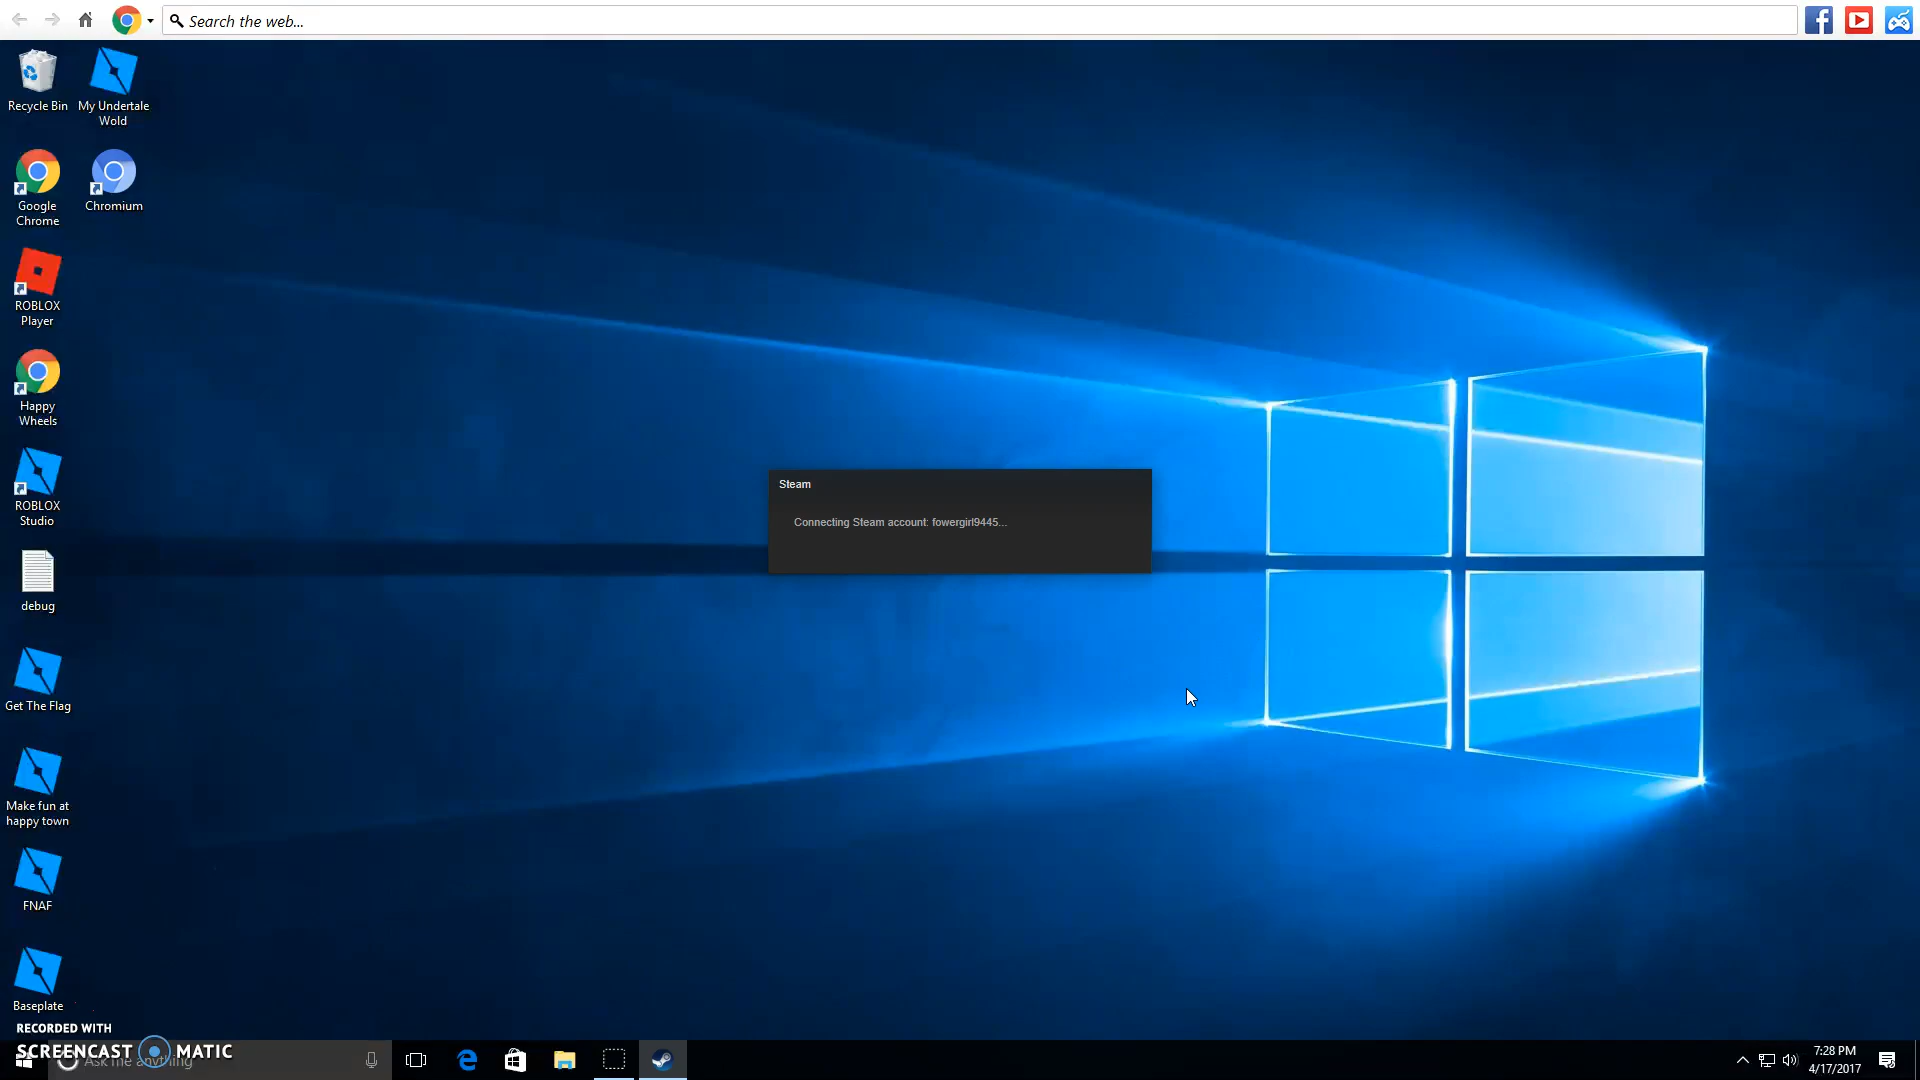 Search the web...
Recycle Bin
My Undertale
Wold
Google
Chrome
Chromium
ROBLOX
Player
Happy
Wheels
ROBLOX
Studio
Steam
Connecting Steam account: fowergirl9445...
debug
Get The Flag
Make fun at
happy town
FNAF
Baseplate
RECORDED WITH
SCREENCAST MATIC
Ask me anything
7:28 PM
4/17/2017